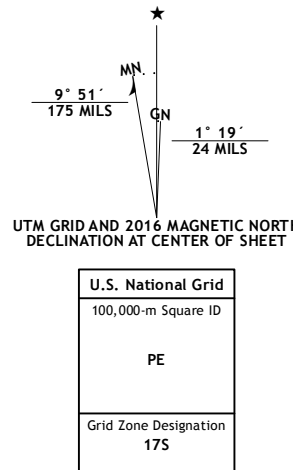 ★
MN
GN
9° 51´
175 MILS
1° 19´
24 MILS
UTM GRID AND 2016 MAGNETIC NORTH
DECLINATION AT CENTER OF SHEET
U.S. National Grid
100,000-m Square ID
PE
Grid Zone Designation
17S